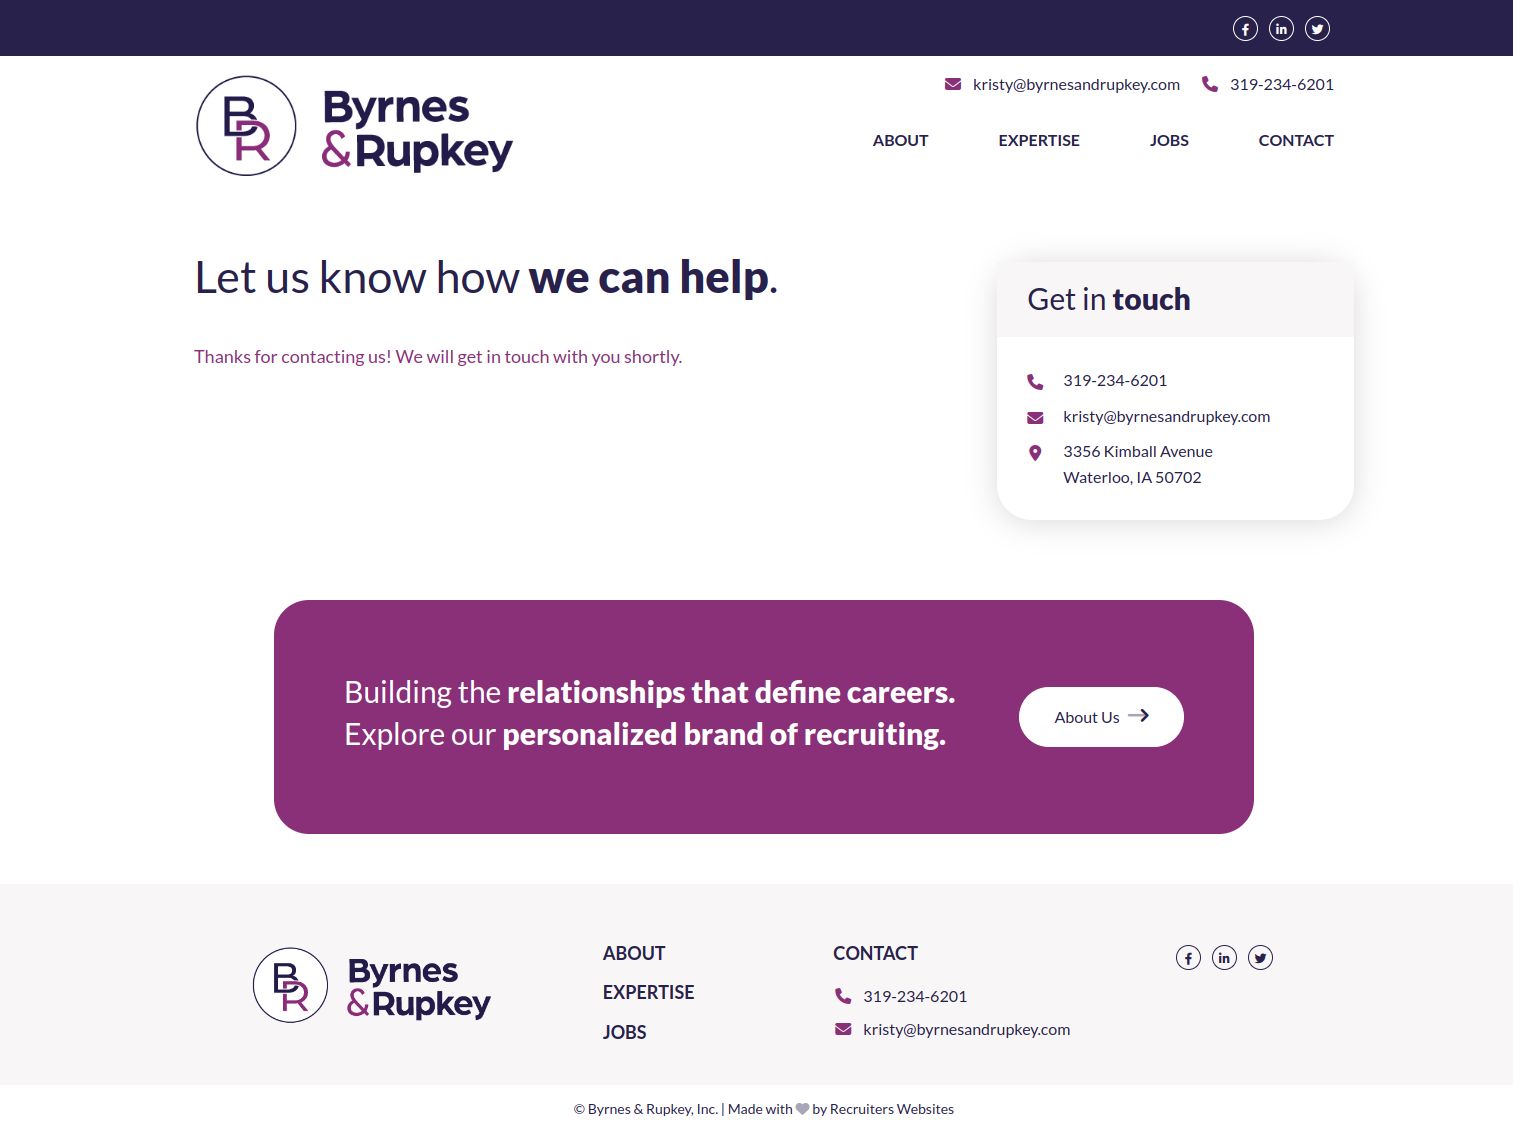 kristy@byrnesandrupkey.com 319-234-6201
BR
Byrnes
&Rupkey
ABOUT EXPERTISE JOBS CONTACT
Let us know how we can help.
Thanks for contacting us! We will get in touch with you shortly.
Get in touch
319-234-6201
kristy@byrnesandrupkey.com
3356 Kimball Avenue
Waterloo, IA 50702
Building the relationships that define careers.
Explore our personalized brand of recruiting.
About Us
BR
Byrnes
&Rupkey
ABOUT
EXPERTISE
JOBS
CONTACT
319-234-6201
kristy@byrnesandrupkey.com
© Byrnes & Rupkey, Inc. | Made with by Recruiters Websites